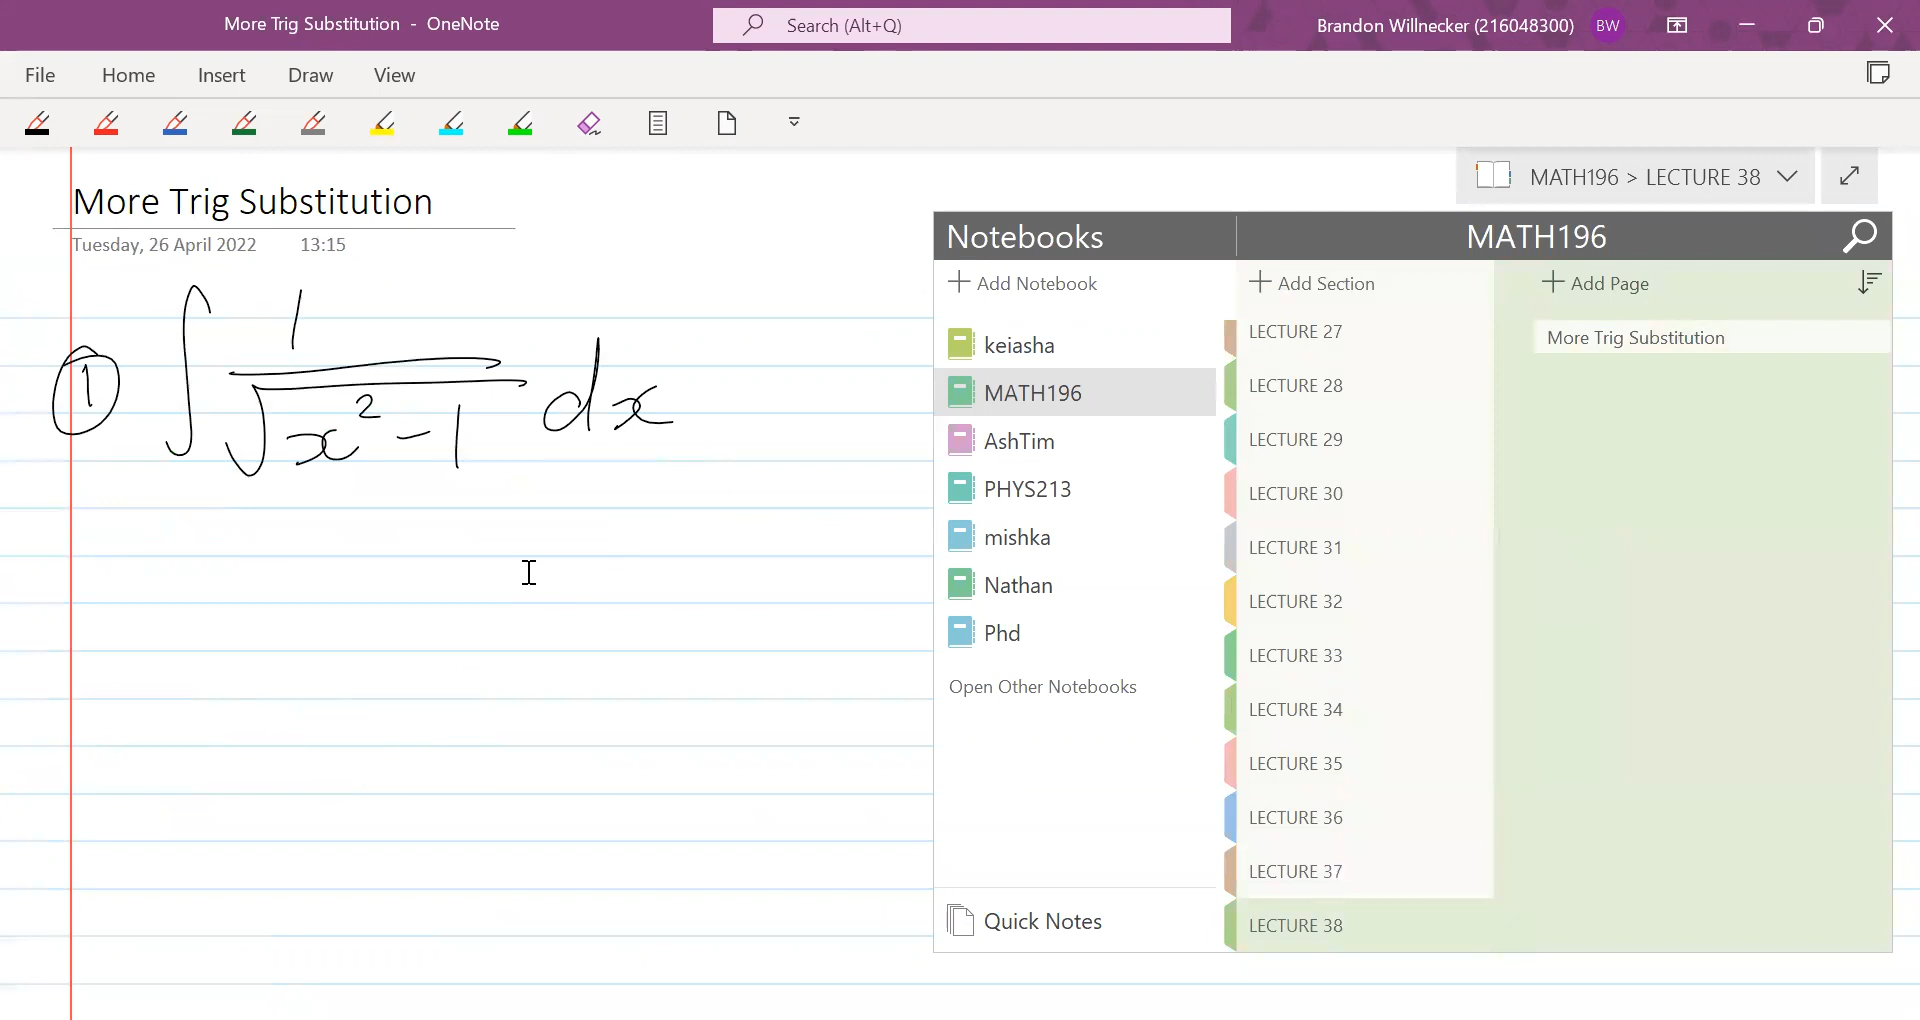 More Trig Substitution - OneNote
Search (Alt+Q)
Brandon Willnecker (216048300)
BW
File Home Insert Draw View
MATH196 > LECTURE 38
More Trig Substitution
Tuesday, 26 April 2022 13:15
① ∫ 1/√(x² - 1) dx
Notebooks
MATH196
+ Add Notebook
keiasha
MATH196
AshTim
PHYS213
mishka
Nathan
Phd
Open Other Notebooks
Quick Notes
+ Add Section
LECTURE 27
LECTURE 28
LECTURE 29
LECTURE 30
LECTURE 31
LECTURE 32
LECTURE 33
LECTURE 34
LECTURE 35
LECTURE 36
LECTURE 37
LECTURE 38
+ Add Page
More Trig Substitution